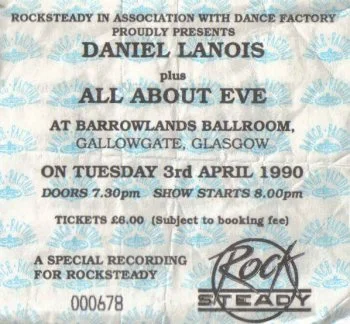 ROCKSTEADY IN ASSOCIATION WITH DANCE FACTORY
PROUDLY PRESENTS
DANIEL LANOIS
plus
ALL ABOUT EVE
AT BARROWLANDS BALLROOM,
GALLOWGATE, GLASGOW
ON TUESDAY 3rd APRIL 1990
DOORS 7.30pm SHOW STARTS 8.00pm
TICKETS £6.00 (Subject to booking fee)
A SPECIAL RECORDING
FOR ROCKSTEADY
000678
Rock
STEADY